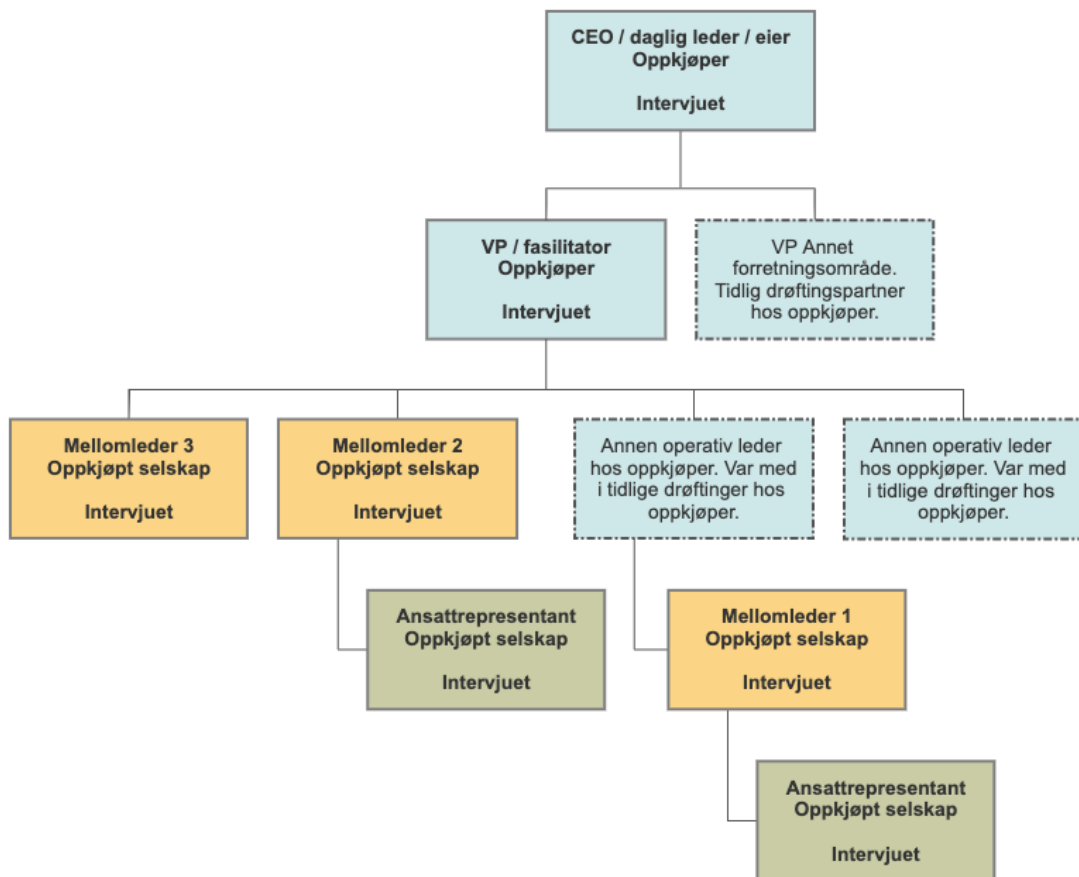 CEO / daglig leder / eier
Oppkjøper
Intervjuet
VP / fasilitator
Oppkjøper
Intervjuet
VP Annet
forretningsområde.
Tidlig drøftingspartner
hos oppkjøper.
Mellomleder 3
Oppkjøpt selskap
Intervjuet
Mellomleder 2
Oppkjøpt selskap
Intervjuet
Annen operativ leder
hos oppkjøper. Var med
i tidlige drøftinger hos
oppkjøper.
Annen operativ leder
hos oppkjøper. Var med
i tidlige drøftinger hos
oppkjøper.
Ansattrepresentant
Oppkjøpt selskap
Intervjuet
Mellomleder 1
Oppkjøpt selskap
Intervjuet
Ansattrepresentant
Oppkjøpt selskap
Intervjuet